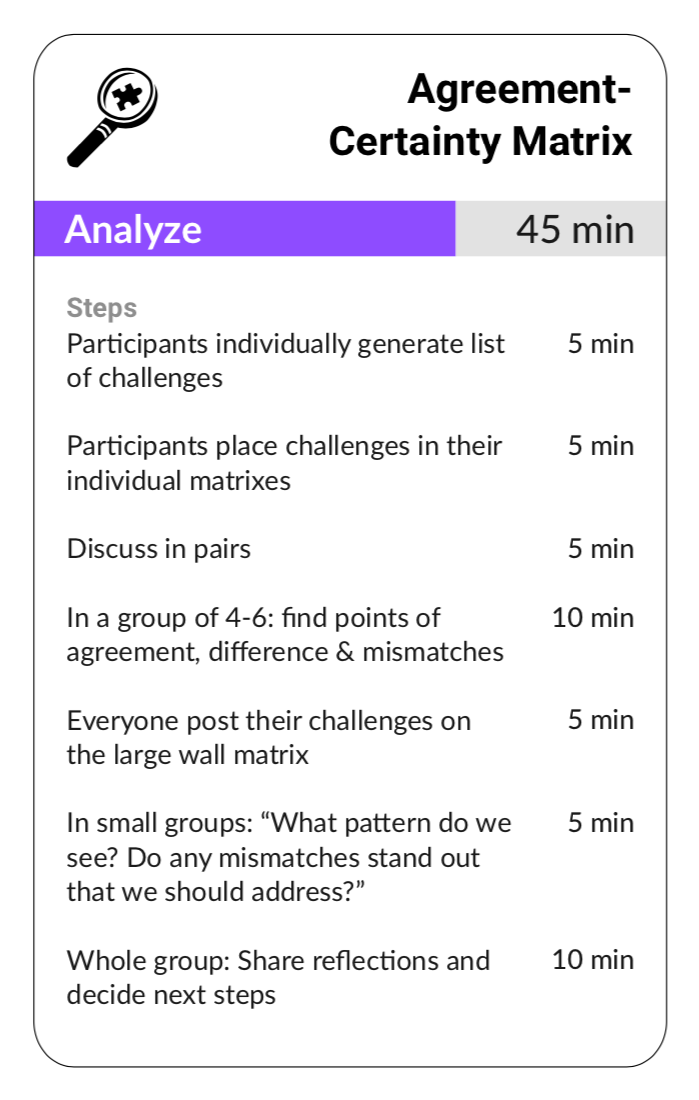 Agreement-
Certainty Matrix
Analyze
45 min
Steps
Participants individually generate list 5 min
of challenges
Participants place challenges in their 5 min
individual matrixes
Discuss in pairs 5 min
In a group of 4-6: find points of 10 min
agreement, difference & mismatches
Everyone post their challenges on 5 min
the large wall matrix
In small groups: “What pattern do we 5 min
see? Do any mismatches stand out
that we should address?”
Whole group: Share reflections and 10 min
decide next steps